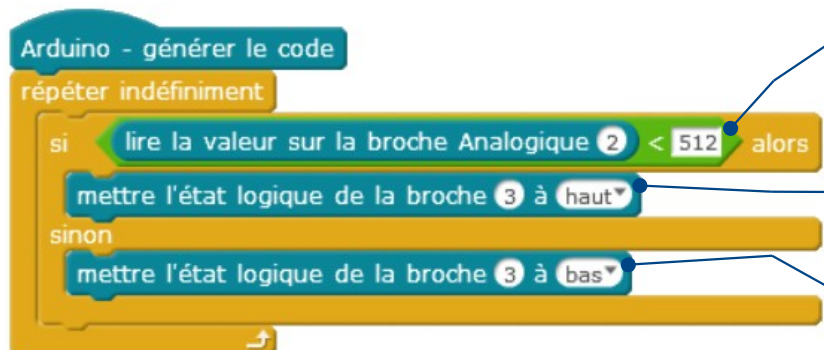 Arduino - générer le code
répéter indéfiniment
si lire la valeur sur la broche Analogique 2 < 512 alors
mettre l'état logique de la broche 3 à haut
sinon
mettre l'état logique de la broche 3 à bas